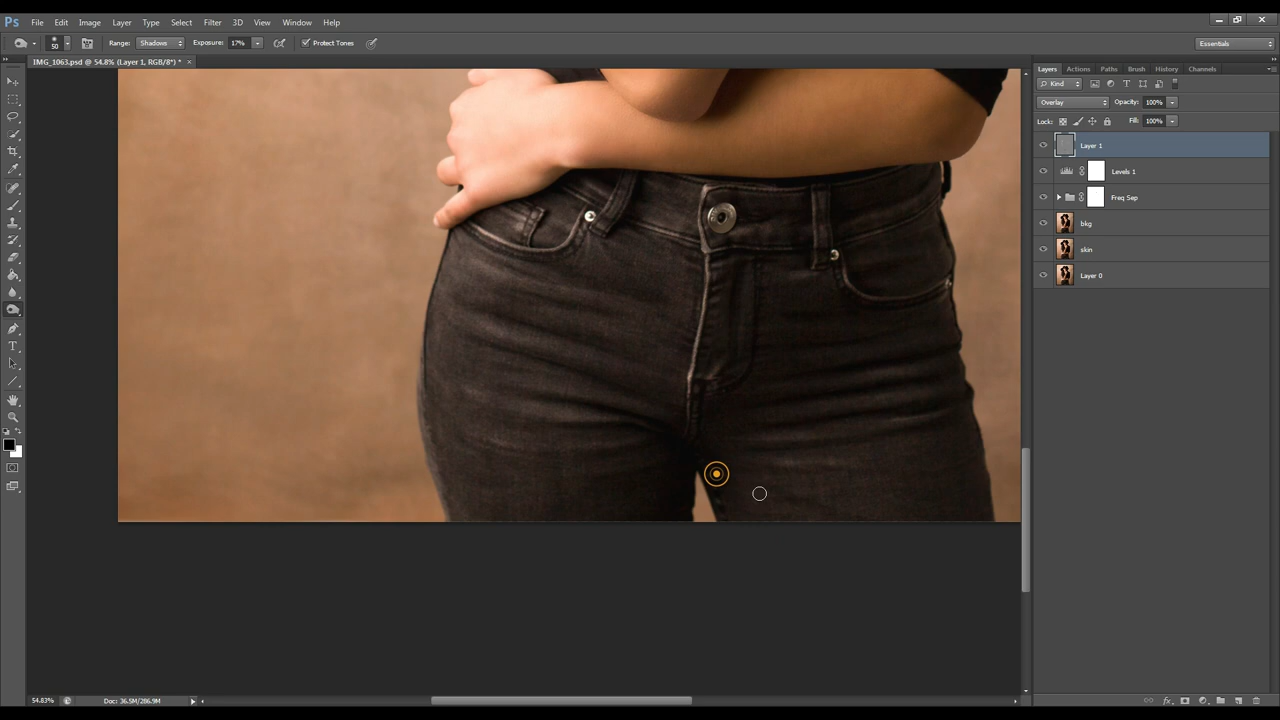 Ps File Edit Image Layer Type Select Filter 3D View Window Help
50 Range: Shadows Exposure: 17% Protect Tones Essentials
IMG_1063.psd @ 54.8% (Layer 1, RGB/8*) * ×
Layers Actions Paths Brush History Channels
Kind
Overlay Opacity: 100%
Lock: Fill: 100%
Layer 1
Levels 1
Freq Sep
bkg
skin
Layer 0
54.83% Doc: 36.5M/286.9M